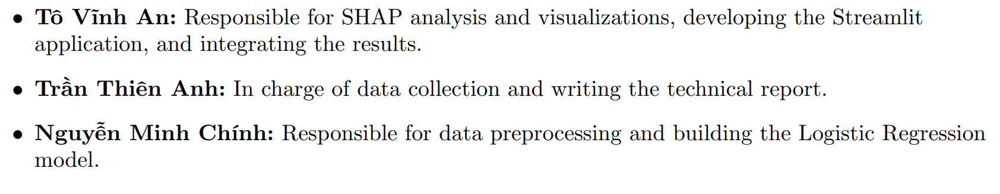 • Tô Vĩnh An: Responsible for SHAP analysis and visualizations, developing the Streamlit
application, and integrating the results.
• Trần Thiên Anh: In charge of data collection and writing the technical report.
• Nguyễn Minh Chính: Responsible for data preprocessing and building the Logistic Regression
model.